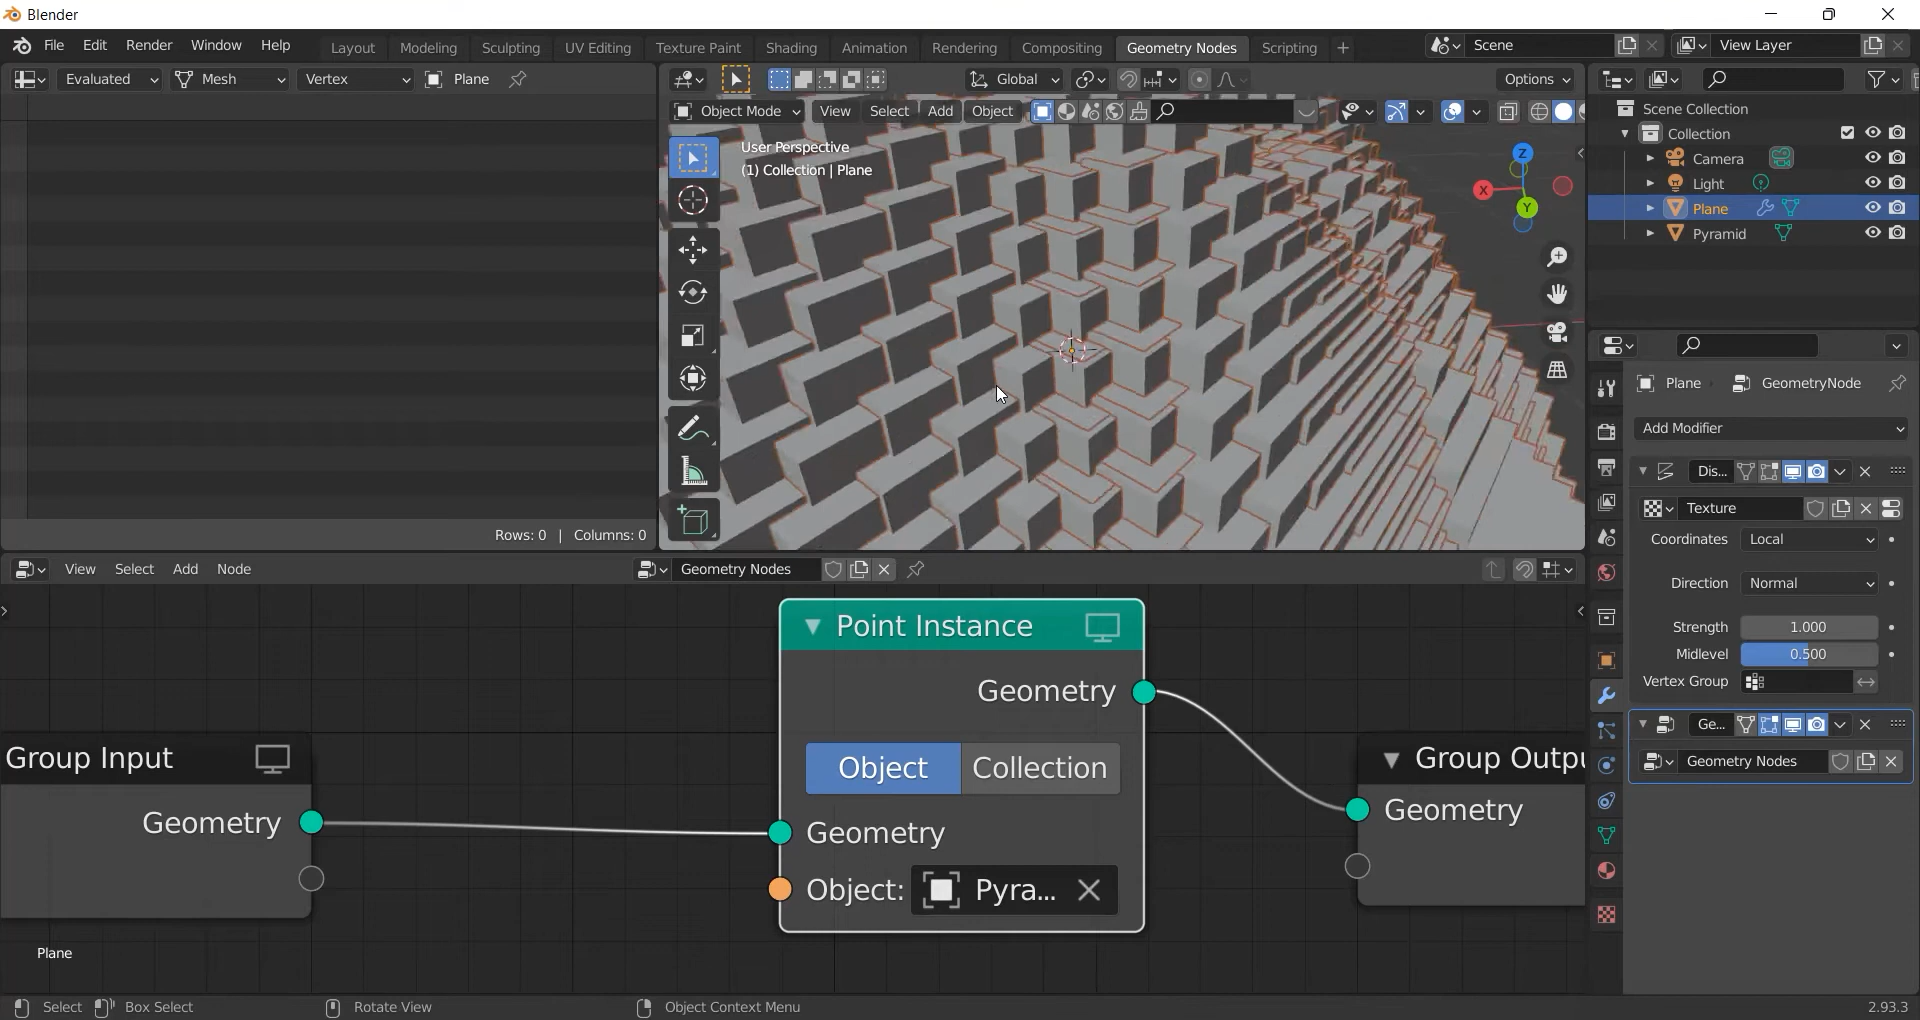 Blender
File Edit Render Window Help
Layout Modeling Sculpting UV Editing Texture Paint Shading Animation Rendering Compositing Geometry Nodes Scripting +
Scene
View Layer
Evaluated Mesh Vertex Plane
Global Options
Object Mode View Select Add Object
User Perspective
(1) Collection | Plane
Z
X
Y
Rows: 0 | Columns: 0
Scene Collection
Collection
Camera
Light
Plane
Pyramid
Plane GeometryNode
Add Modifier
Dis...
Texture
Coordinates Local
Direction Normal
Strength 1.000
Midlevel 0.500
Vertex Group
Ge...
Geometry Nodes
View Select Add Node
Geometry Nodes
Group Input
Geometry
Point Instance
Geometry
Object Collection
Geometry
Object: Pyra...
Group Outpu
Geometry
Plane
Select Box Select Rotate View Object Context Menu 2.93.3